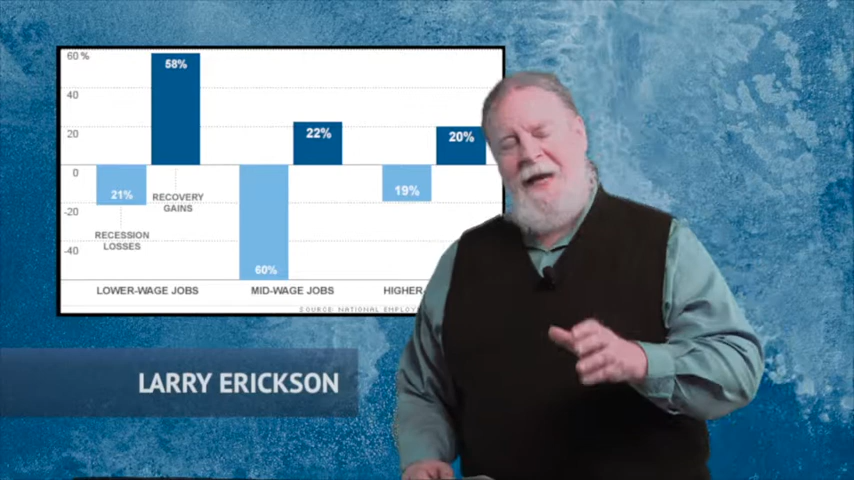 60 %
58%
40
20
22%
20%
0
21%
19%
RECOVERY
GAINS
-20
RECESSION
LOSSES
-40
60%
LOWER-WAGE JOBS MID-WAGE JOBS HIGHER-
SOURCE: NATIONAL
LARRY ERICKSON